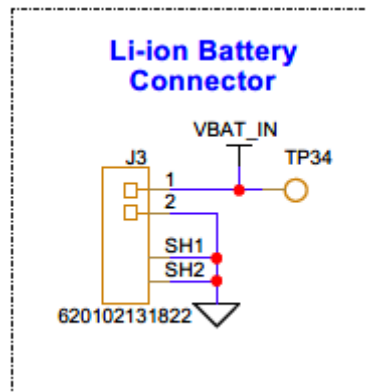 Li-ion Battery
Connector
VBAT_IN
J3
TP34
1
2
SH1
SH2
620102131822